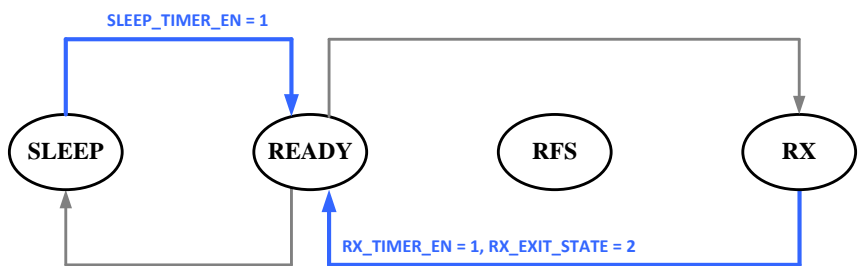 SLEEP_TIMER_EN = 1
SLEEP
READY
RFS
RX
RX_TIMER_EN = 1, RX_EXIT_STATE = 2